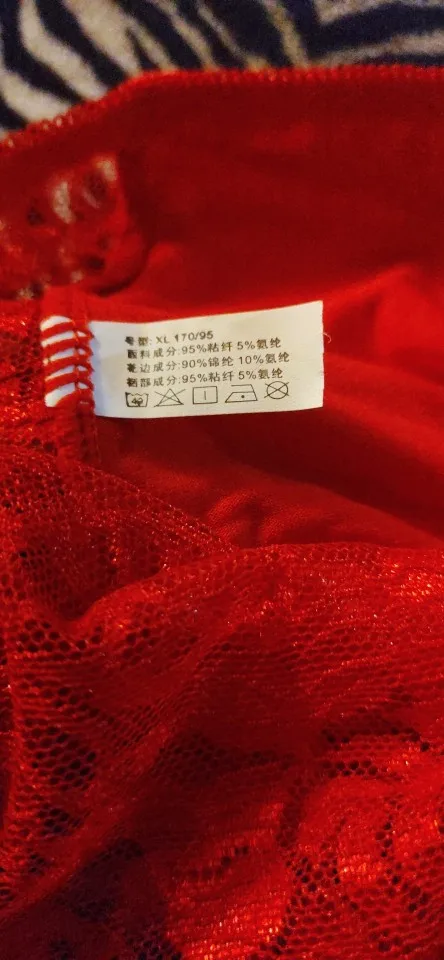 号型: XL 170/95
面料成分:95%粘纤 5%氨纶
花边成分:90%锦纶 10%氨纶
裆部成分:95%粘纤 5%氨纶